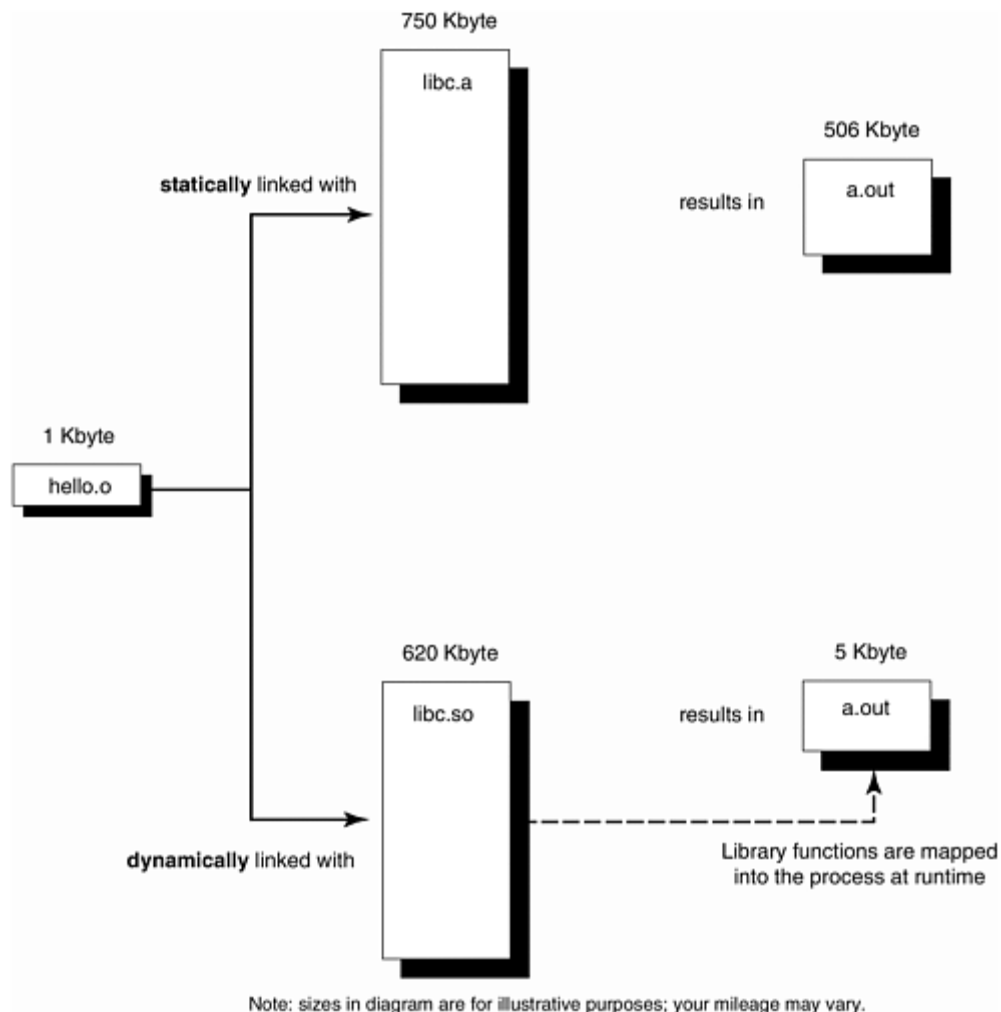 750 Kbyte
libc.a
506 Kbyte
a.out
statically linked with
results in
1 Kbyte
hello.o
620 Kbyte
libc.so
5 Kbyte
a.out
results in
dynamically linked with
Library functions are mapped
into the process at runtime
Note: sizes in diagram are for illustrative purposes; your mileage may vary.